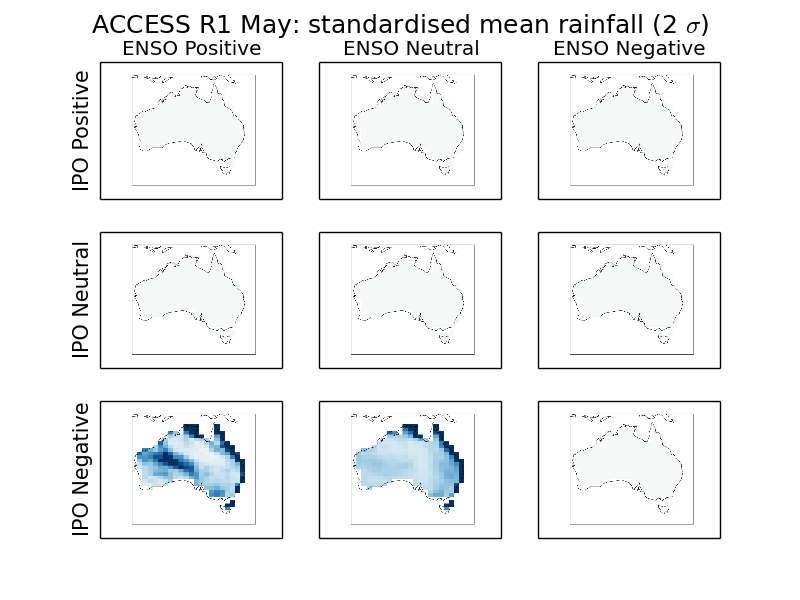 ACCESS R1 May: standardised mean rainfall (2 σ)
ENSO Positive
ENSO Neutral
ENSO Negative
IPO Positive
IPO Neutral
IPO Negative